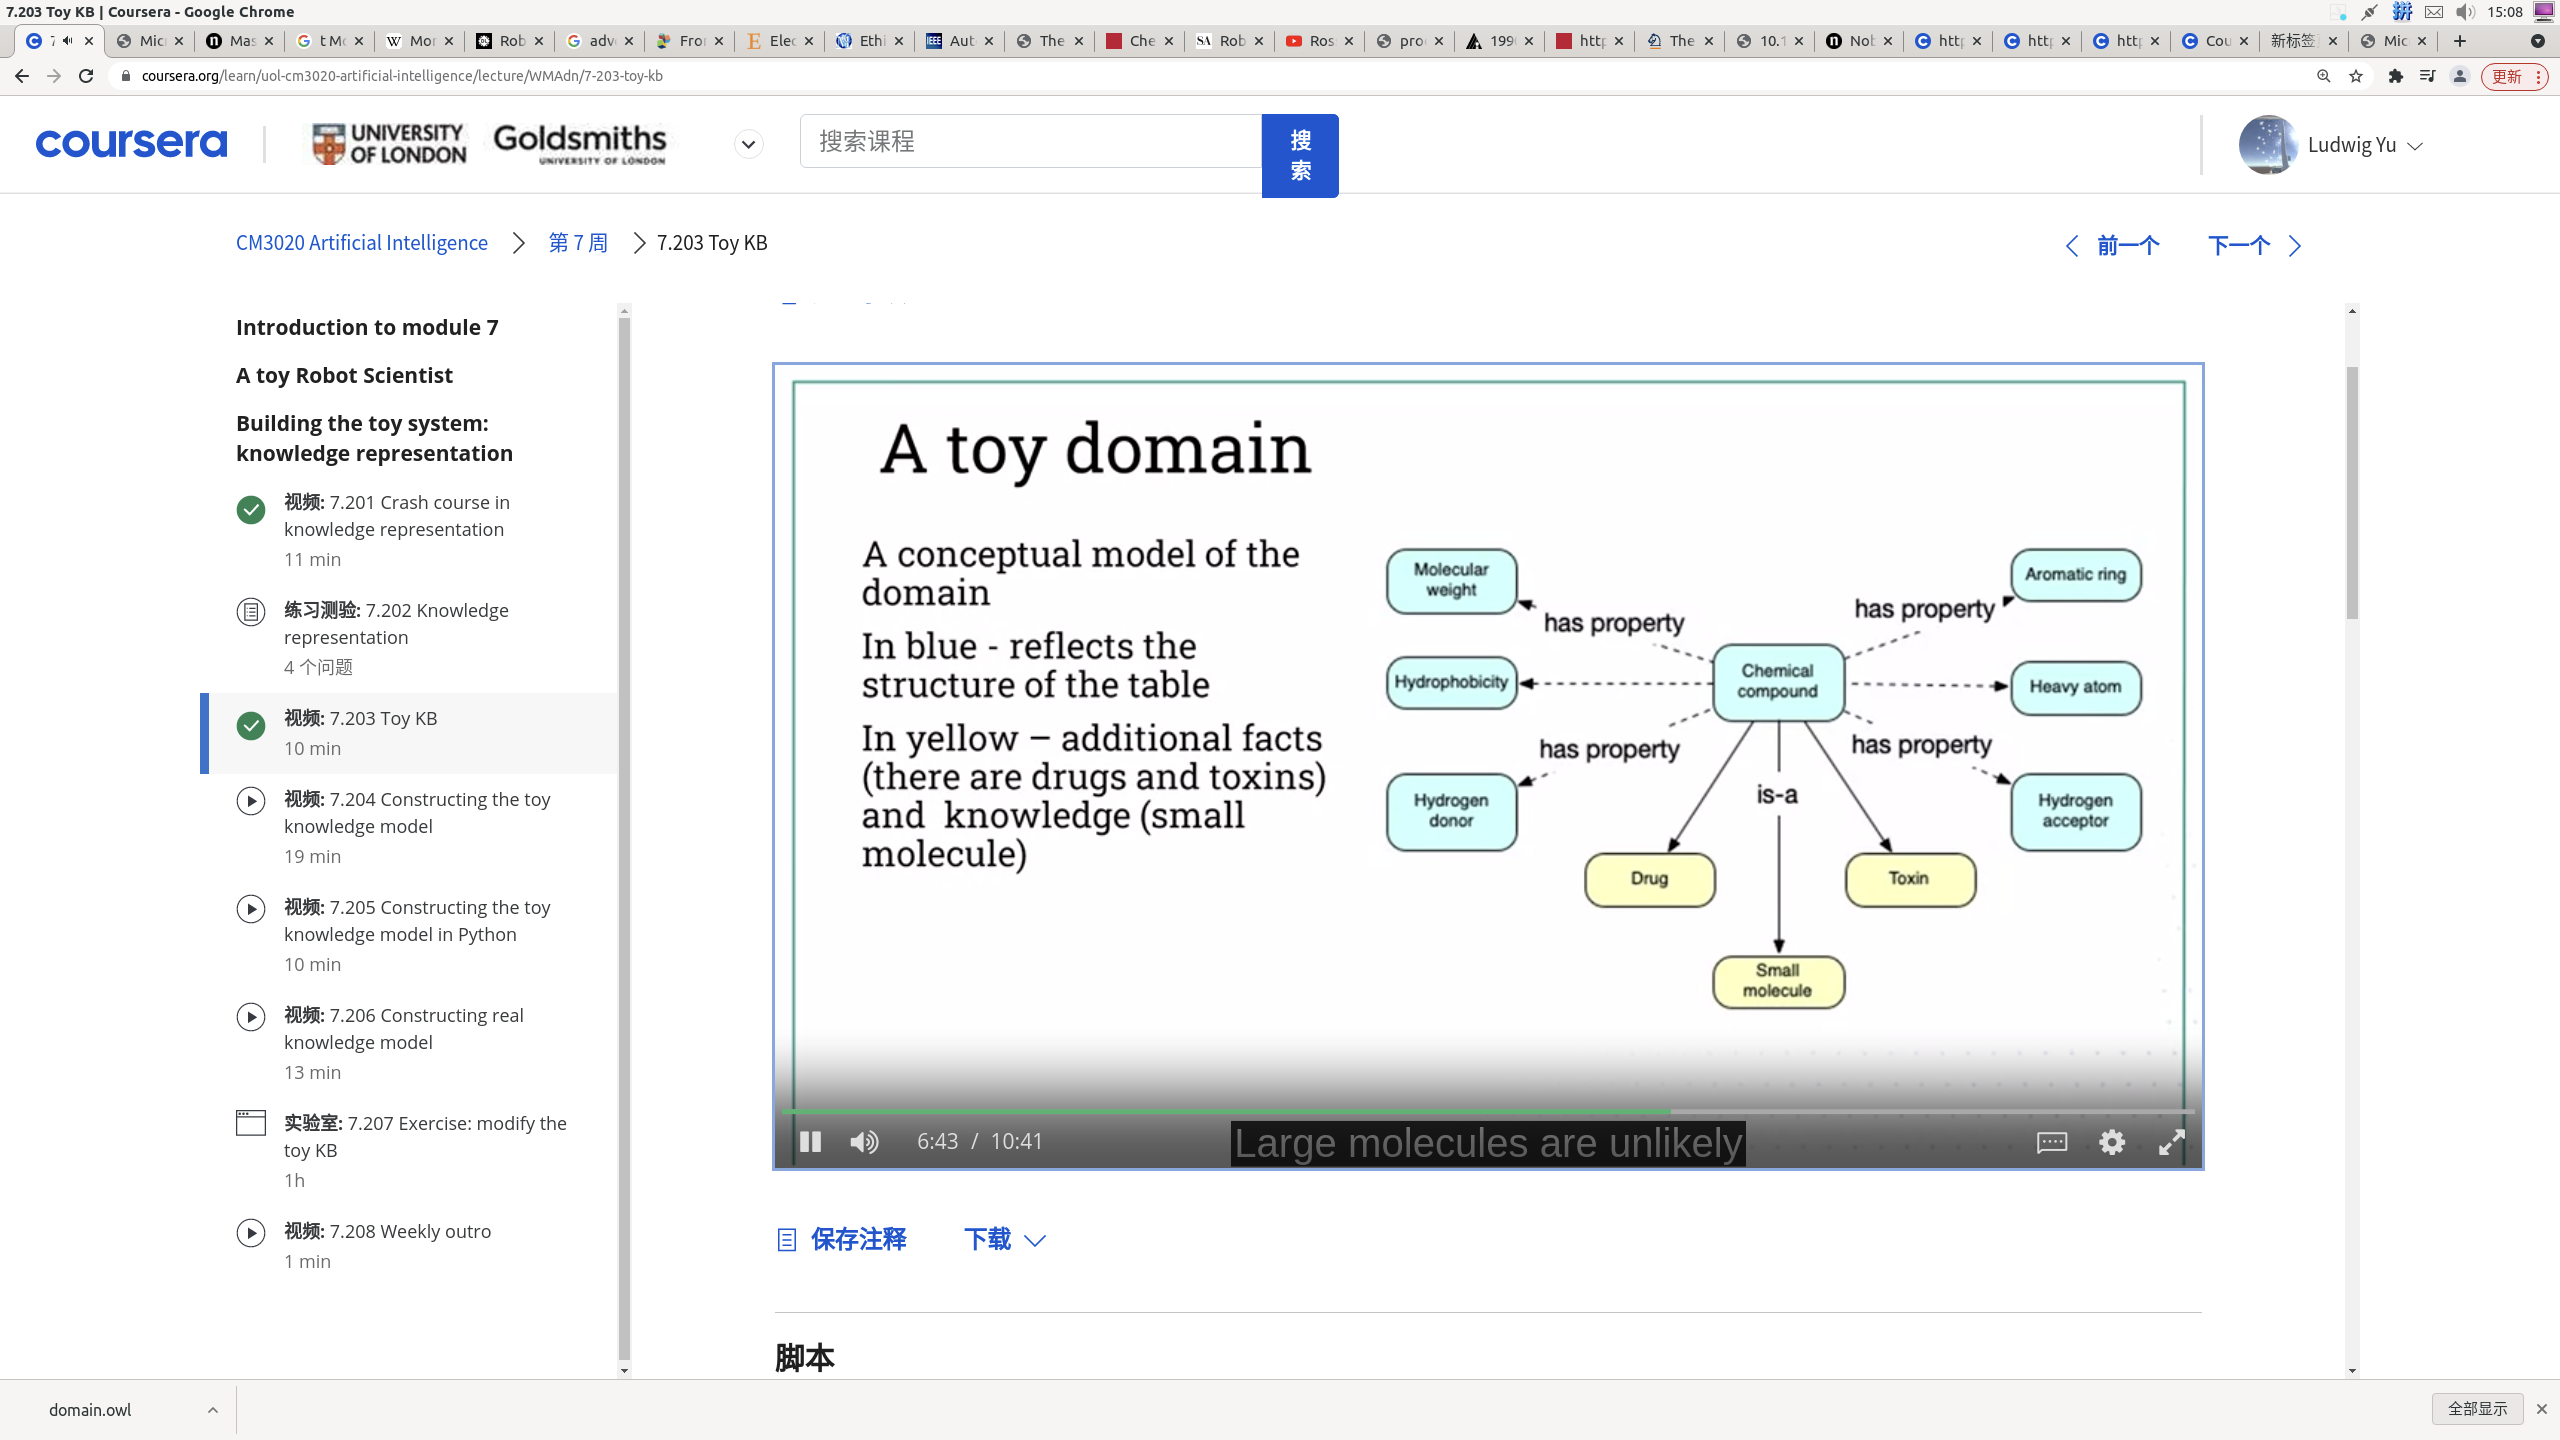 7.203 Toy KB | Coursera - Google Chrome
15:08
7
Mic
Mas
t Mo
Mor
Rob
adv
Fror
Elec
Ethi
Aut
The
Che
Rob
Ros
pro
199
http
The
10.1
Nob
http
http
http
Cou
新标签
Mic
coursera.org/learn/uol-cm3020-artificial-intelligence/lecture/WMAdn/7-203-toy-kb
更新
coursera
UNIVERSITY OF LONDON
Goldsmiths
UNIVERSITY OF LONDON
搜索课程
搜
索
Ludwig Yu
CM3020 Artificial Intelligence
第 7 周
7.203 Toy KB
前一个
下一个
Introduction to module 7
A toy Robot Scientist
Building the toy system:
knowledge representation
视频: 7.201 Crash course in
knowledge representation
11 min
练习测验: 7.202 Knowledge
representation
4 个问题
视频: 7.203 Toy KB
10 min
视频: 7.204 Constructing the toy
knowledge model
19 min
视频: 7.205 Constructing the toy
knowledge model in Python
10 min
视频: 7.206 Constructing real
knowledge model
13 min
实验室: 7.207 Exercise: modify the
toy KB
1h
视频: 7.208 Weekly outro
1 min
A toy domain
A conceptual model of the
domain
In blue - reflects the
structure of the table
In yellow – additional facts
(there are drugs and toxins)
and knowledge (small
molecule)
Molecular
weight
has property
Hydrophobicity
has property
Hydrogen
donor
Chemical
compound
has property
Aromatic ring
Heavy atom
has property
Hydrogen
acceptor
is-a
Drug
Toxin
Small
molecule
6:43 / 10:41
Large molecules are unlikely
保存注释
下载
脚本
domain.owl
全部显示